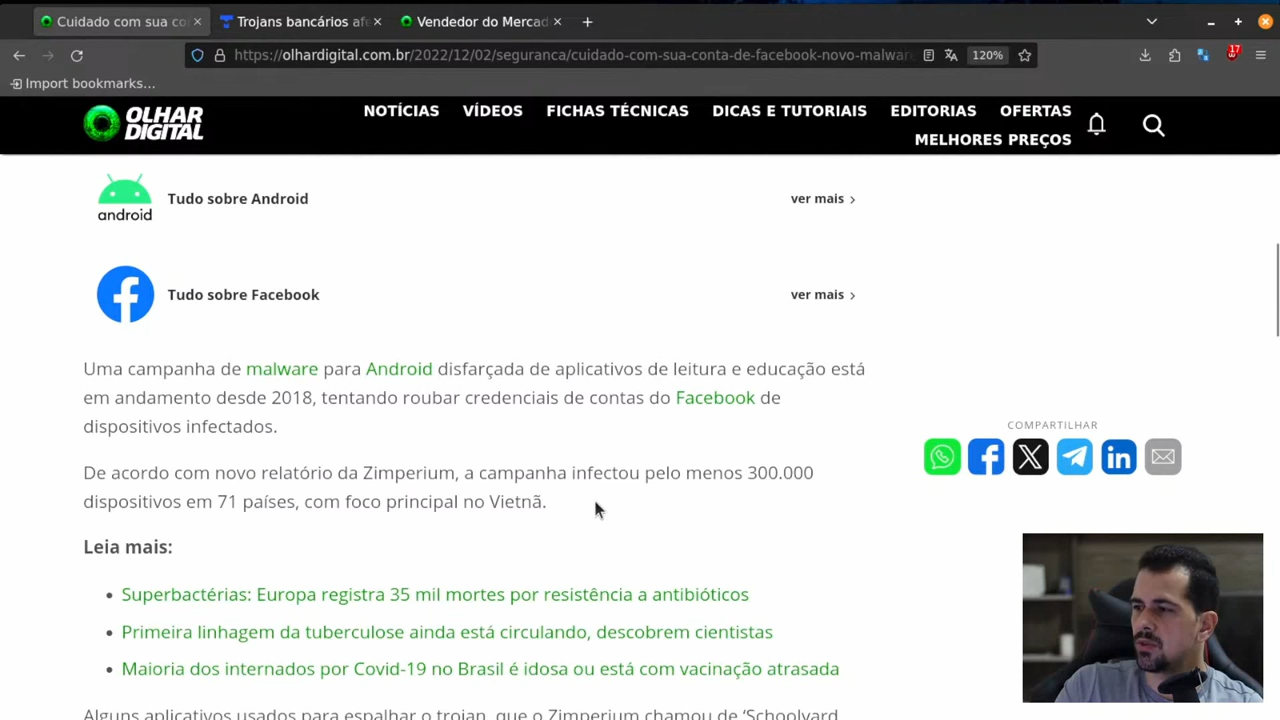 Cuidado com sua co
Trojans bancários afe
Vendedor do Mercad
https://olhardigital.com.br/2022/12/02/seguranca/cuidado-com-sua-conta-de-facebook-novo-malwar
120%
17
Import bookmarks...
OLHAR
DIGITAL
NOTÍCIAS VÍDEOS FICHAS TÉCNICAS DICAS E TUTORIAIS EDITORIAS OFERTAS
MELHORES PREÇOS
android
Tudo sobre Android
ver mais
Tudo sobre Facebook
ver mais
Uma campanha de malware para Android disfarçada de aplicativos de leitura e educação está
em andamento desde 2018, tentando roubar credenciais de contas do Facebook de
dispositivos infectados.
De acordo com novo relatório da Zimperium, a campanha infectou pelo menos 300.000
dispositivos em 71 países, com foco principal no Vietnã.
COMPARTILHAR
Leia mais:
Superbactérias: Europa registra 35 mil mortes por resistência a antibióticos
Primeira linhagem da tuberculose ainda está circulando, descobrem cientistas
Maioria dos internados por Covid-19 no Brasil é idosa ou está com vacinação atrasada
Alguns aplicativos usados para espalhar o trojan, que o Zimperium chamou de ‘Schoolyard